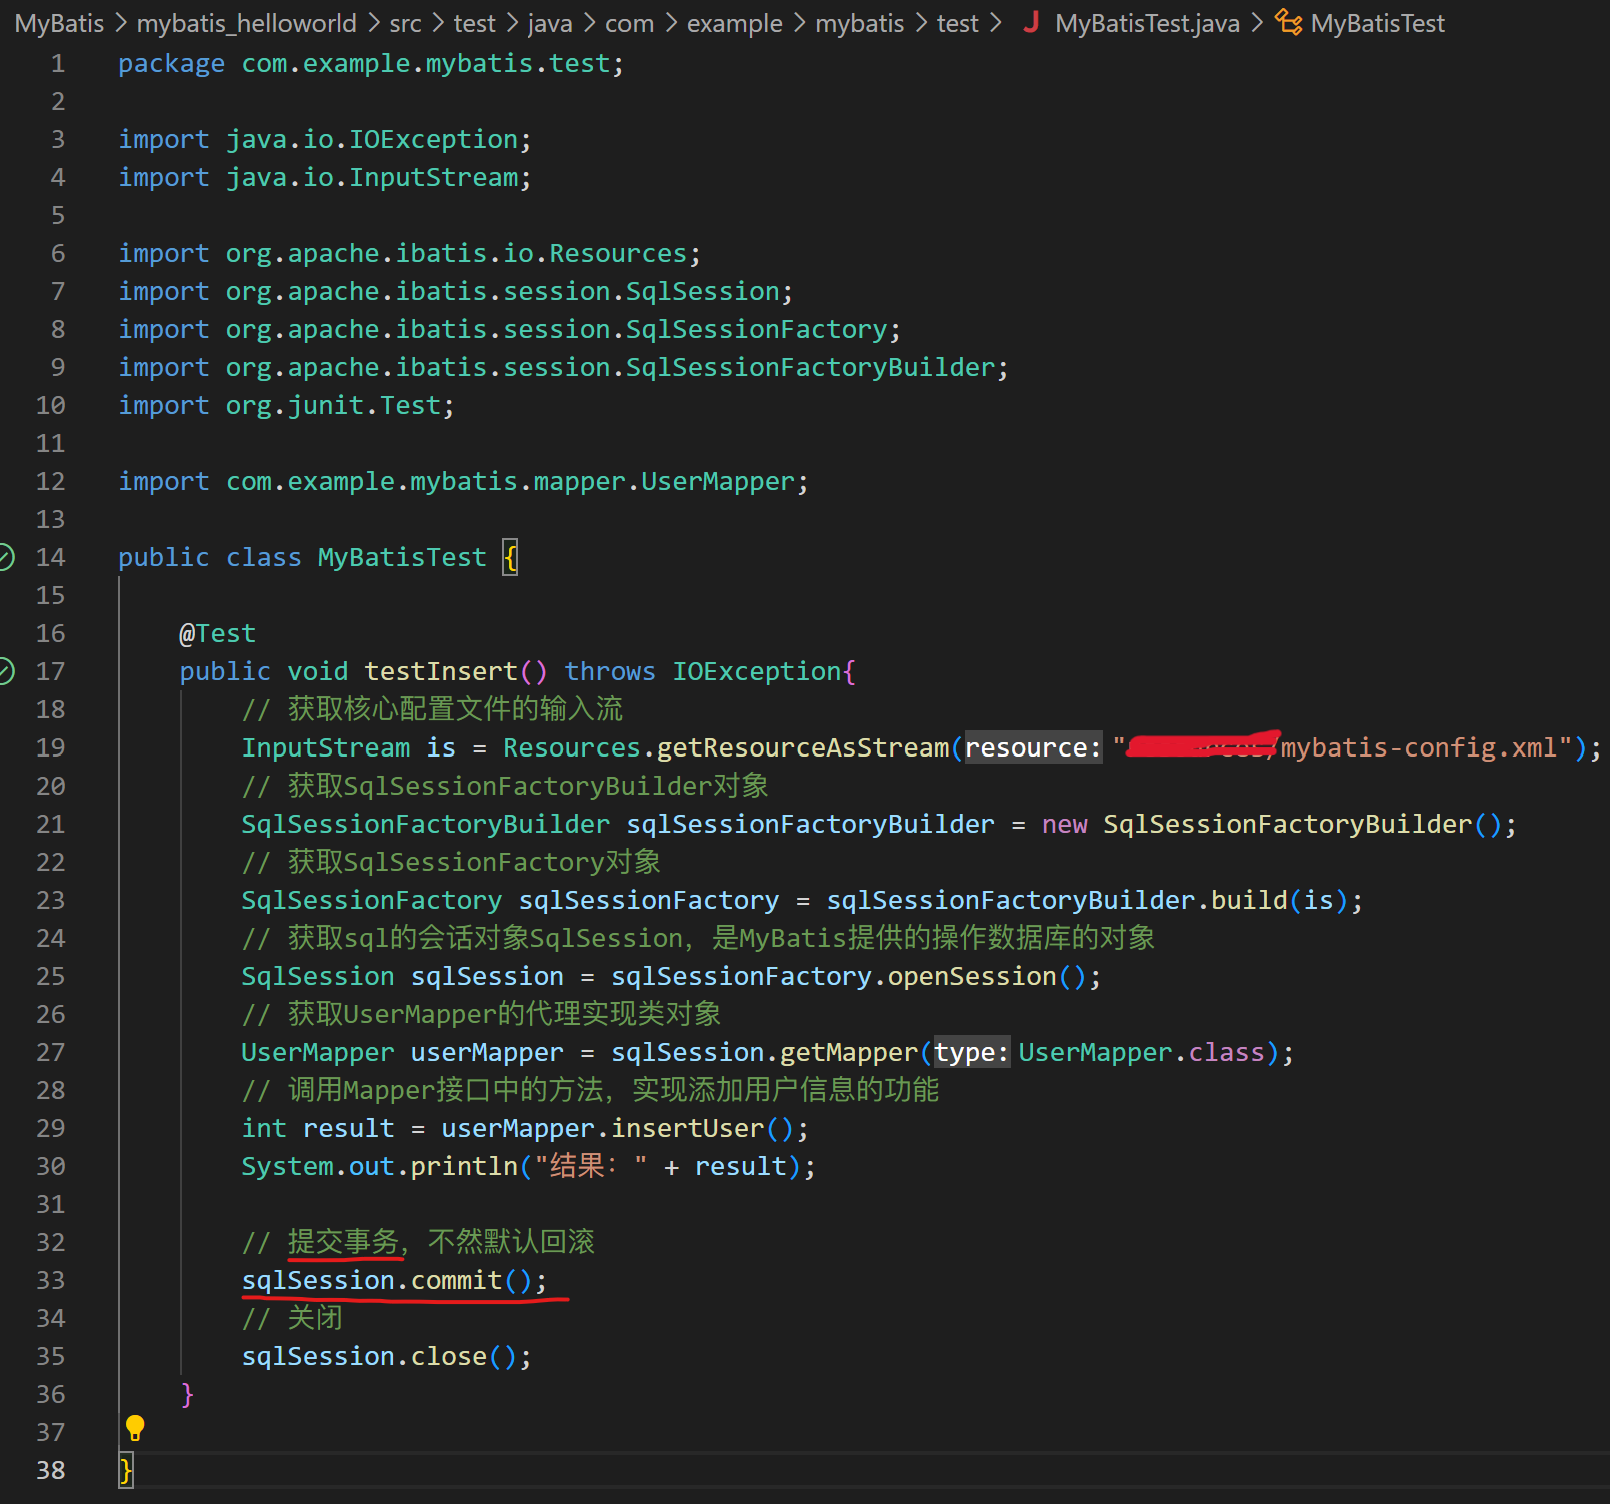 MyBatis > mybatis_helloworld > src > test > java > com > example > mybatis > test > J MyBatisTest.java > MyBatisTest
1 package com.example.mybatis.test;
2
3 import java.io.IOException;
4 import java.io.InputStream;
5
6 import org.apache.ibatis.io.Resources;
7 import org.apache.ibatis.session.SqlSession;
8 import org.apache.ibatis.session.SqlSessionFactory;
9 import org.apache.ibatis.session.SqlSessionFactoryBuilder;
10 import org.junit.Test;
11
12 import com.example.mybatis.mapper.UserMapper;
13
14 public class MyBatisTest {
15
16 @Test
17 public void testInsert() throws IOException{
18 // 获取核心配置文件的输入流
19 InputStream is = Resources.getResourceAsStream(resource:"/mybatis-config.xml");
20 // 获取SqlSessionFactoryBuilder对象
21 SqlSessionFactoryBuilder sqlSessionFactoryBuilder = new SqlSessionFactoryBuilder();
22 // 获取SqlSessionFactory对象
23 SqlSessionFactory sqlSessionFactory = sqlSessionFactoryBuilder.build(is);
24 // 获取sql的会话对象SqlSession，是MyBatis提供的操作数据库的对象
25 SqlSession sqlSession = sqlSessionFactory.openSession();
26 // 获取UserMapper的代理实现类对象
27 UserMapper userMapper = sqlSession.getMapper(type:UserMapper.class);
28 // 调用Mapper接口中的方法，实现添加用户信息的功能
29 int result = userMapper.insertUser();
30 System.out.println("结果：" + result);
31
32 // 提交事务，不然默认回滚
33 sqlSession.commit();
34 // 关闭
35 sqlSession.close();
36 }
37
38 }